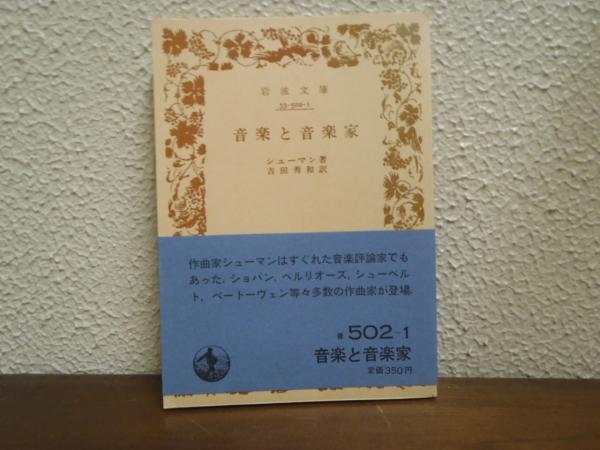 岩波文庫
33-502-1
音楽と音楽家
シューマン著
吉田秀和訳
作曲家シューマンはすぐれた音楽評論家でも
あった. ショパン, ベルリオーズ, シューベル
ト, ベートーヴェン等々多数の作曲家が登場.
青 502-1
音楽と音楽家
定価350円